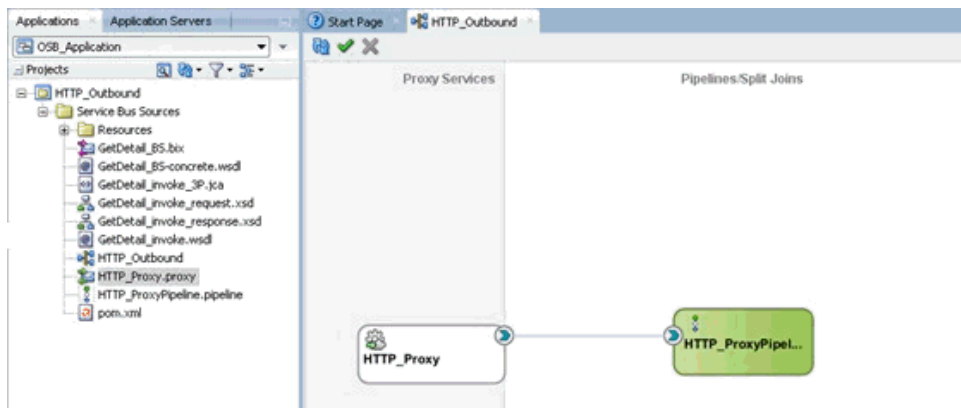 Applications
Application Servers
Start Page
HTTP_Outbound
OSB_Application
Projects
HTTP_Outbound
Service Bus Sources
Resources
GetDetail_BS.bix
GetDetail_BS-concrete.wsdl
GetDetail_invoke_3P.jca
GetDetail_invoke_request.xsd
GetDetail_invoke_response.xsd
GetDetail_invoke.wsdl
HTTP_Outbound
HTTP_Proxy.proxy
HTTP_ProxyPipeline.pipeline
pom.xml
Proxy Services
Pipelines/Split Joins
HTTP_Proxy
HTTP_ProxyPipel...